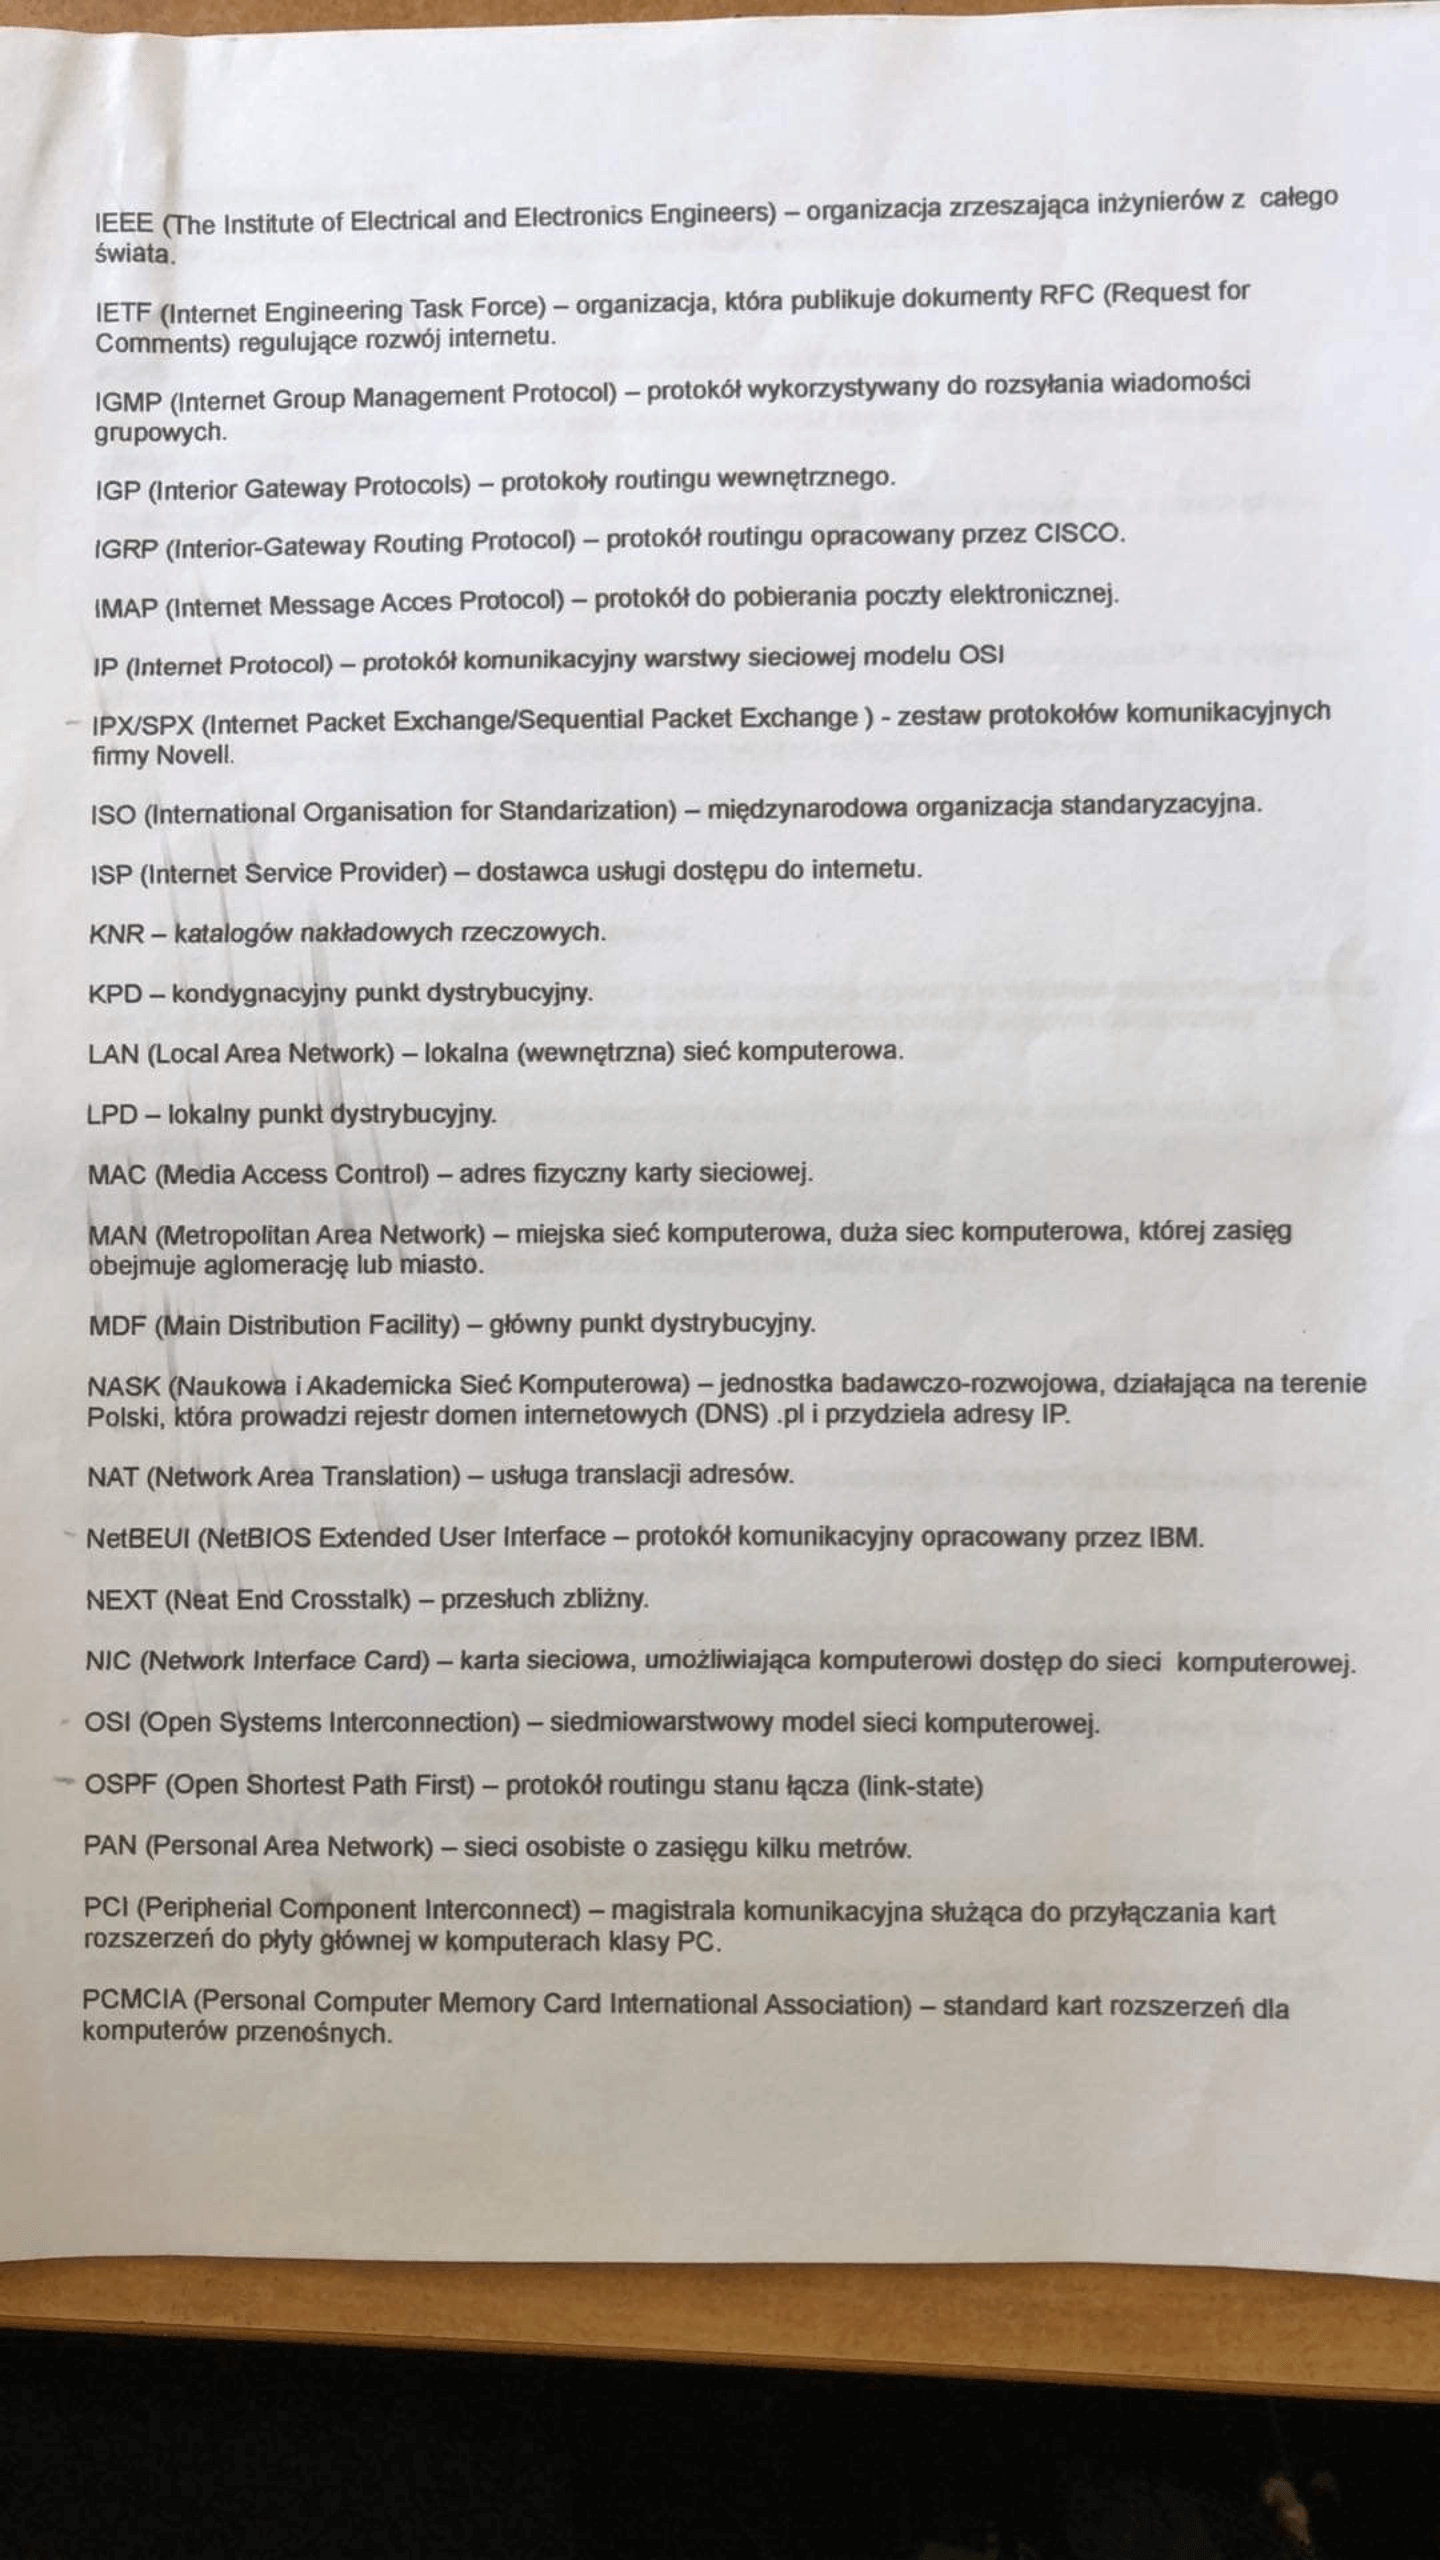 IEEE (The Institute of Electrical and Electronics Engineers) – organizacja zrzeszająca inżynierów z całego
świata.
IETF (Internet Engineering Task Force) – organizacja, która publikuje dokumenty RFC (Request for
Comments) regulujące rozwój internetu.
IGMP (Internet Group Management Protocol) – protokół wykorzystywany do rozsyłania wiadomości
grupowych.
IGP (Interior Gateway Protocols) – protokoły routingu wewnętrznego.
IGRP (Interior-Gateway Routing Protocol) – protokół routingu opracowany przez CISCO.
IMAP (Internet Message Acces Protocol) – protokół do pobierania poczty elektronicznej.
IP (Internet Protocol) – protokół komunikacyjny warstwy sieciowej modelu OSI
IPX/SPX (Internet Packet Exchange/Sequential Packet Exchange ) - zestaw protokołów komunikacyjnych
firmy Novell.
ISO (International Organisation for Standarization) – międzynarodowa organizacja standaryzacyjna.
ISP (Internet Service Provider) – dostawca usługi dostępu do internetu.
KNR – katalogów nakładowych rzeczowych.
KPD – kondygnacyjny punkt dystrybucyjny.
LAN (Local Area Network) – lokalna (wewnętrzna) sieć komputerowa.
LPD – lokalny punkt dystrybucyjny.
MAC (Media Access Control) – adres fizyczny karty sieciowej.
MAN (Metropolitan Area Network) – miejska sieć komputerowa, duża siec komputerowa, której zasięg
obejmuje aglomerację lub miasto.
MDF (Main Distribution Facility) – główny punkt dystrybucyjny.
NASK (Naukowa i Akademicka Sieć Komputerowa) – jednostka badawczo-rozwojowa, działająca na terenie
Polski, która prowadzi rejestr domen internetowych (DNS) .pl i przydziela adresy IP.
NAT (Network Area Translation) – usługa translacji adresów.
NetBEUI (NetBIOS Extended User Interface – protokół komunikacyjny opracowany przez IBM.
NEXT (Neat End Crosstalk) – przesłuch zbliżny.
NIC (Network Interface Card) – karta sieciowa, umożliwiająca komputerowi dostęp do sieci komputerowej.
OSI (Open Systems Interconnection) – siedmiowarstwowy model sieci komputerowej.
OSPF (Open Shortest Path First) – protokół routingu stanu łącza (link-state)
PAN (Personal Area Network) – sieci osobiste o zasięgu kilku metrów.
PCI (Peripherial Component Interconnect) – magistrala komunikacyjna służąca do przyłączania kart
rozszerzeń do płyty głównej w komputerach klasy PC.
PCMCIA (Personal Computer Memory Card International Association) – standard kart rozszerzeń dla
komputerów przenośnych.